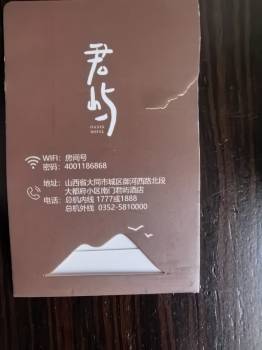 君屿
OASIS
HOTEL
WIFI: 房间号
密码: 4001186868
地址: 山西省大同市城区御河西路北段
大都府小区南门君屿酒店
电话: 总机内线 1777或1888
总机外线 0352-5810000